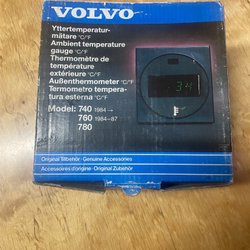 VOLVO
Yttertemperatur-
mätare °C/°F
Ambient temperature
gauge °C/°F
Thermomètre de
température
extérieure °C/°F
Außenthermometer °C/°F
Termometro tempera-
tura esterna °C/°F
Model: 740 1984→
760 1984–87
780
34
Original Tillbehör · Genuine Accessories
Accessoires d'origine · Original Zubehör